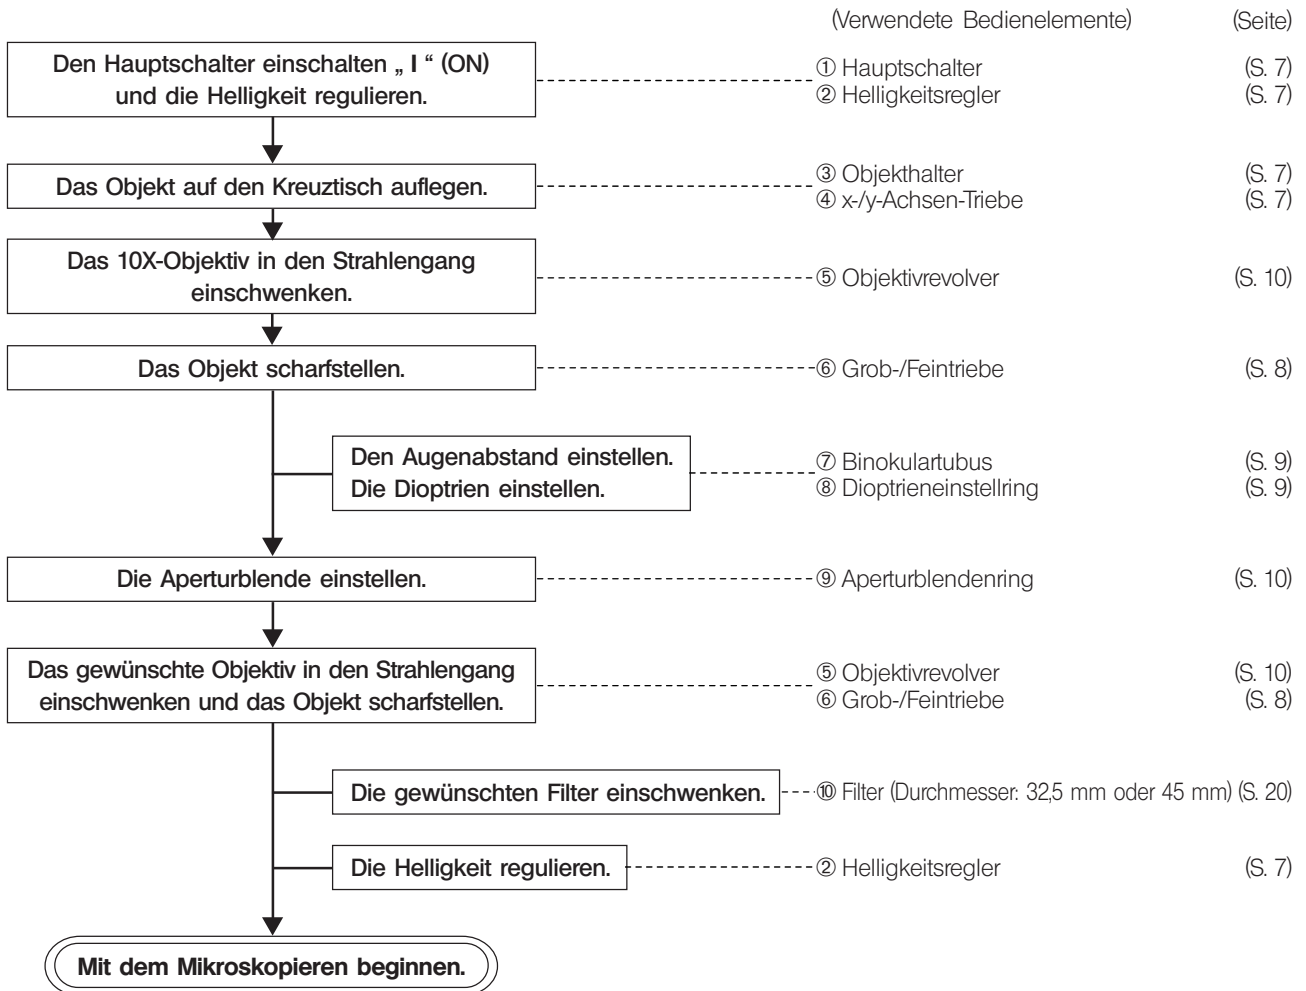 (Verwendete Bedienelemente) (Seite)
Den Hauptschalter einschalten „ I “ (ON)
und die Helligkeit regulieren.
① Hauptschalter (S. 7)
② Helligkeitsregler (S. 7)
Das Objekt auf den Kreuztisch auflegen.
③ Objekthalter (S. 7)
④ x-/y-Achsen-Triebe (S. 7)
Das 10X-Objektiv in den Strahlengang
einschwenken.
⑤ Objektivrevolver (S. 10)
Das Objekt scharfstellen.
⑥ Grob-/Feintriebe (S. 8)
Den Augenabstand einstellen.
Die Dioptrien einstellen.
⑦ Binokulartubus (S. 9)
⑧ Dioptrieneinstellring (S. 9)
Die Aperturblende einstellen.
⑨ Aperturblendenring (S. 10)
Das gewünschte Objektiv in den Strahlengang
einschwenken und das Objekt scharfstellen.
⑤ Objektivrevolver (S. 10)
⑥ Grob-/Feintriebe (S. 8)
Die gewünschten Filter einschwenken.
⑩ Filter (Durchmesser: 32,5 mm oder 45 mm) (S. 20)
Die Helligkeit regulieren.
② Helligkeitsregler (S. 7)
Mit dem Mikroskopieren beginnen.